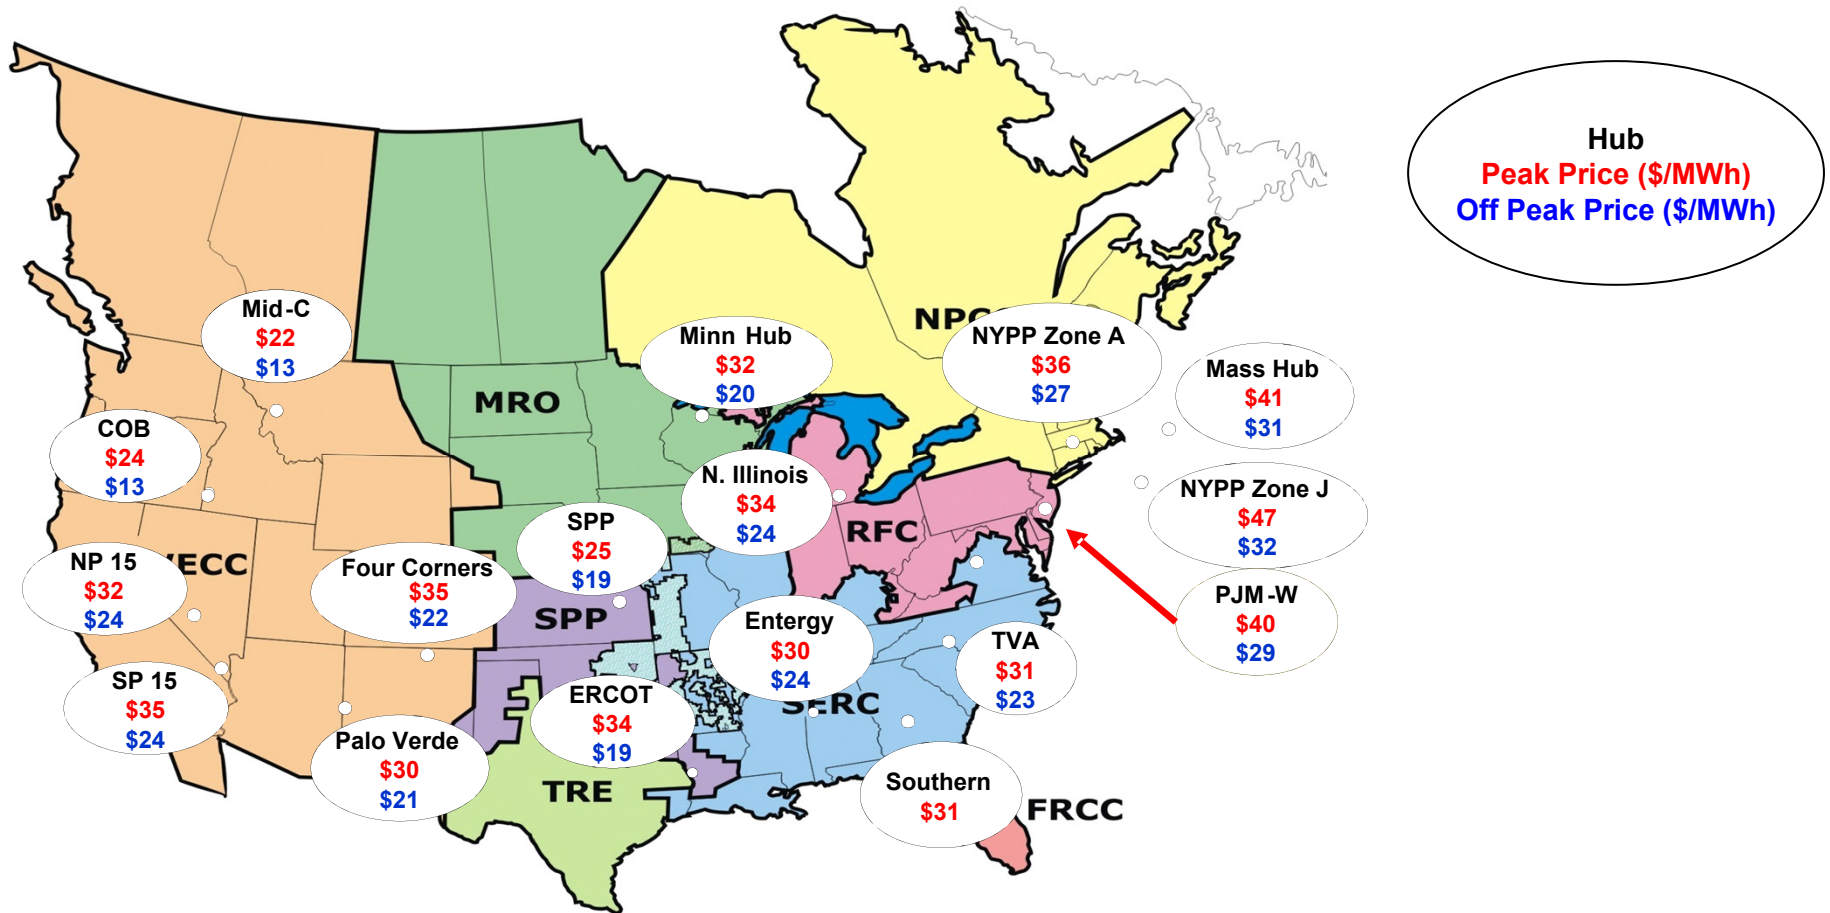 Hub
Peak Price ($/MWh)
Off Peak Price ($/MWh)
Mid-C
$22
$13
Minn Hub
$32
$20
NPC
NYPP Zone A
$36
$27
Mass Hub
$41
$31
MRO
COB
$24
$13
N. Illinois
$34
$24
NYPP Zone J
$47
$32
SPP
$25
$19
RFC
NP 15
$32
$24
ECC
Four Corners
$35
$22
SPP
Entergy
$30
$24
TVA
$31
$23
PJM-W
$40
$29
SP 15
$35
$24
ERCOT
$34
$19
SERC
Palo Verde
$30
$21
TRE
Southern
$31
FRCC